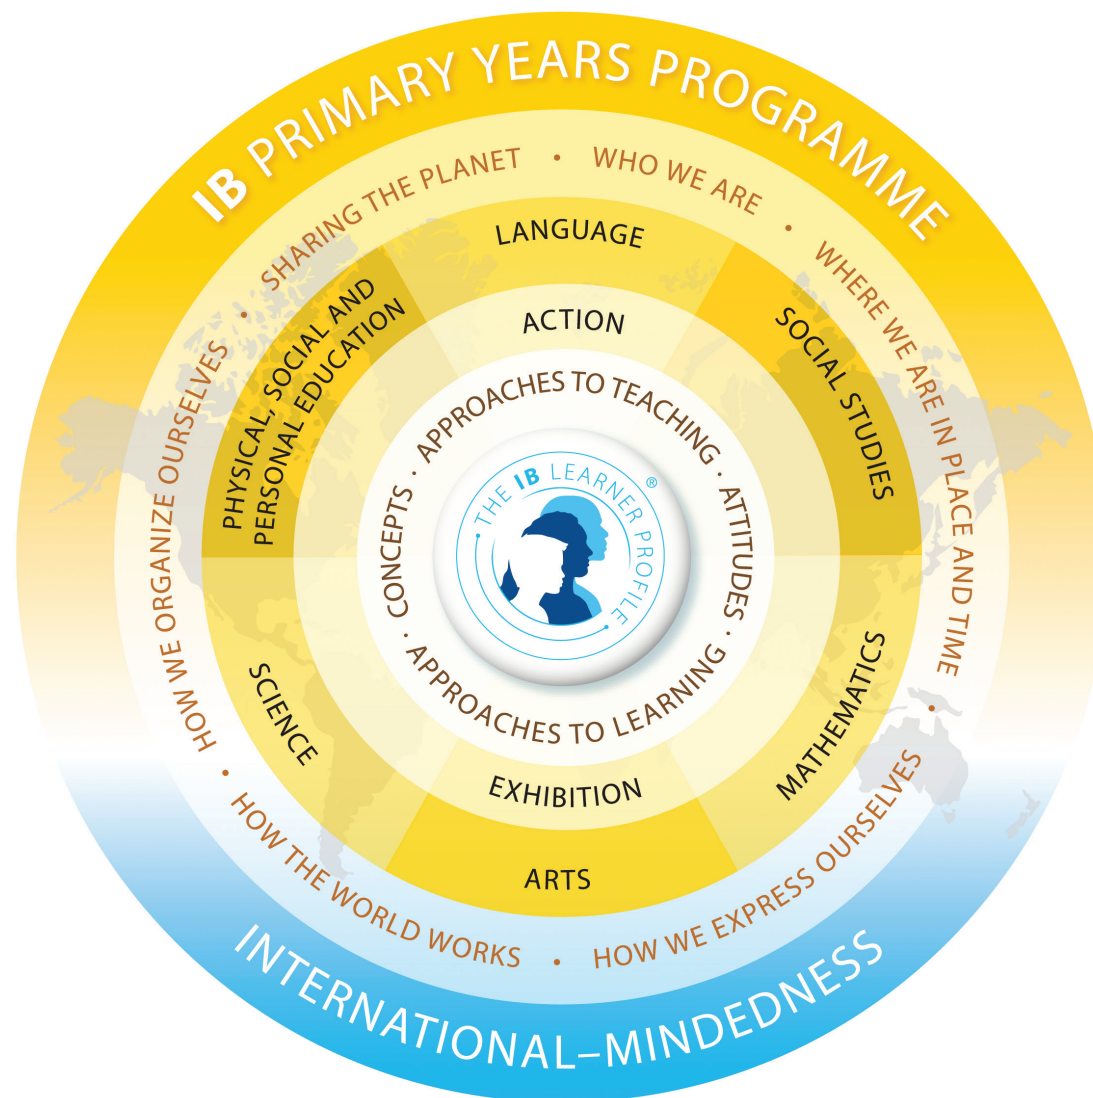 IB PRIMARY YEARS PROGRAMME
SHARING THE PLANET • WHO WE ARE • WHERE WE ARE IN PLACE AND TIME • HOW WE EXPRESS OURSELVES • HOW THE WORLD WORKS • HOW WE ORGANIZE OURSELVES •
LANGUAGE
SOCIAL STUDIES
MATHEMATICS
ARTS
SCIENCE
PHYSICAL, SOCIAL AND
PERSONAL EDUCATION
ACTION
EXHIBITION
APPROACHES TO TEACHING · ATTITUDES · APPROACHES TO LEARNING · CONCEPTS ·
THE IB LEARNER PROFILE ®
INTERNATIONAL–MINDEDNESS